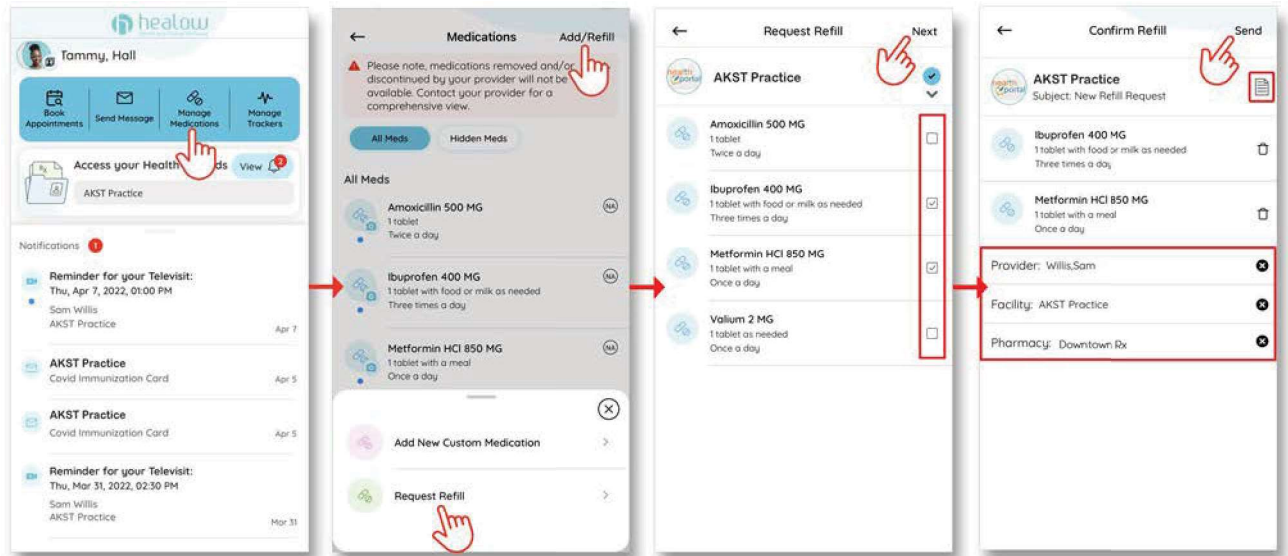 healow
Tammy, Hall
Book Appointments
Send Message
Manage Medications
Manage Trackers
Access your Health
ds
View
2
AKST Practice
Notifications 1
Reminder for your Televisit:
Thu, Apr 7, 2022, 01:00 PM
Sam Willis
AKST Practice
Apr 7
AKST Practice
Covid Immunization Card
Apr 5
AKST Practice
Covid Immunization Card
Apr 5
Reminder for your Televisit:
Thu, Mar 31, 2022, 02:30 PM
Sam Willis
AKST Practice
Mar 31
Medications
Add/Refill
Please note, medications removed and/or
discontinued by your provider will not be
available. Contact your provider for a
comprehensive view.
All Meds
Hidden Meds
All Meds
Amoxicillin 500 MG
NA
1 tablet
Twice a day
Ibuprofen 400 MG
NA
1 tablet with food or milk as needed
Three times a day
Metformin HCl 850 MG
NA
1 tablet with a meal
Once a day
Add New Custom Medication
Request Refill
Request Refill
Next
health portal
AKST Practice
Amoxicillin 500 MG
1 tablet
Twice a day
Ibuprofen 400 MG
1 tablet with food or milk as needed
Three times a day
Metformin HCl 850 MG
1 tablet with a meal
Once a day
Valium 2 MG
1 tablet as needed
Once a day
Confirm Refill
Send
health portal
AKST Practice
Subject: New Refill Request
Ibuprofen 400 MG
1 tablet with food or milk as needed
Three times a day
Metformin HCl 850 MG
1 tablet with a meal
Once a day
Provider: Willis,Sam
Facility: AKST Practice
Pharmacy: Downtown Rx